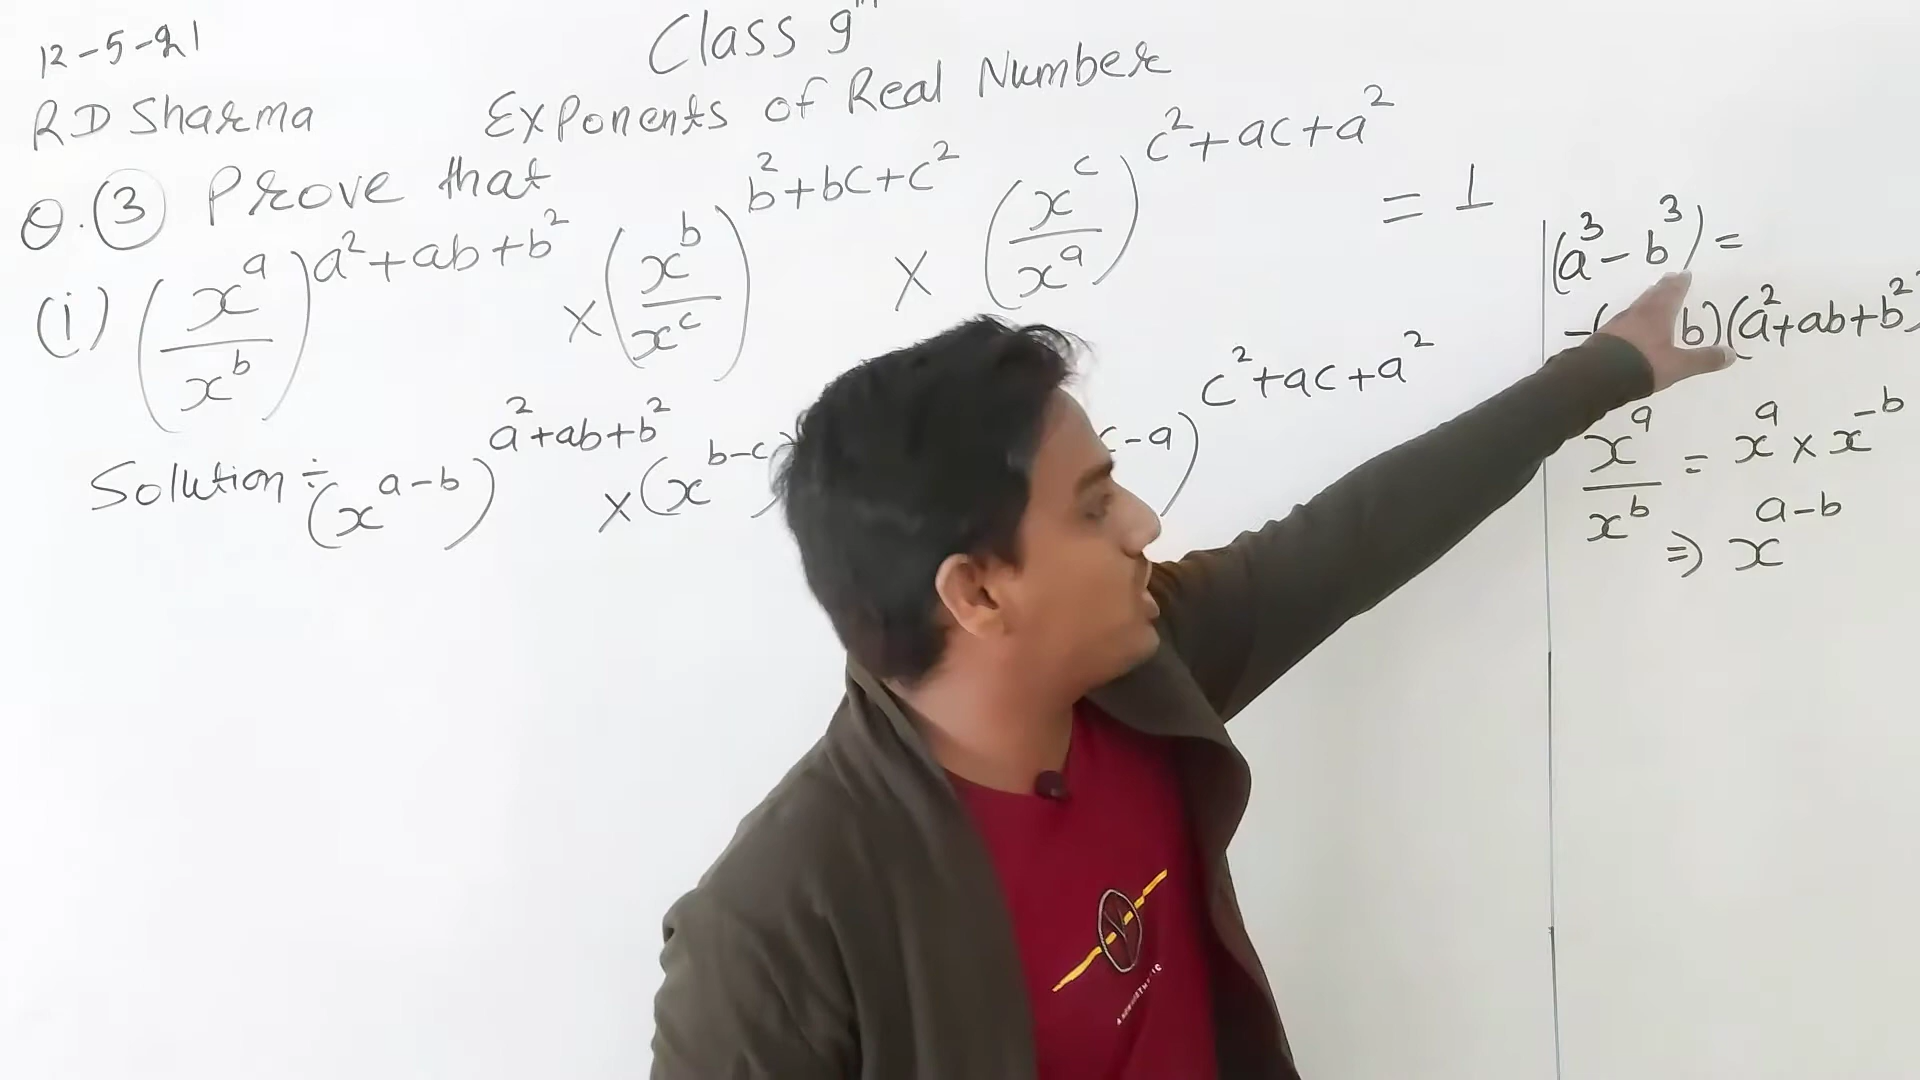 12-5-21
Class 9th
RD Sharma
Exponents of Real Number
Q.(3) Prove that
(i) (x^a/x^b)^(a²+ab+b²) × (x^b/x^c)^(b²+bc+c²) × (x^c/x^a)^(c²+ac+a²) = 1
Solution ÷ (x^(a-b))^(a²+ab+b²) × (x^(b-c) c-a)^(c²+ac+a²)
(a³-b³) =
b)(a²+ab+b²)
x^a/x^b = x^a × x^-b
⇒ x^(a-b)